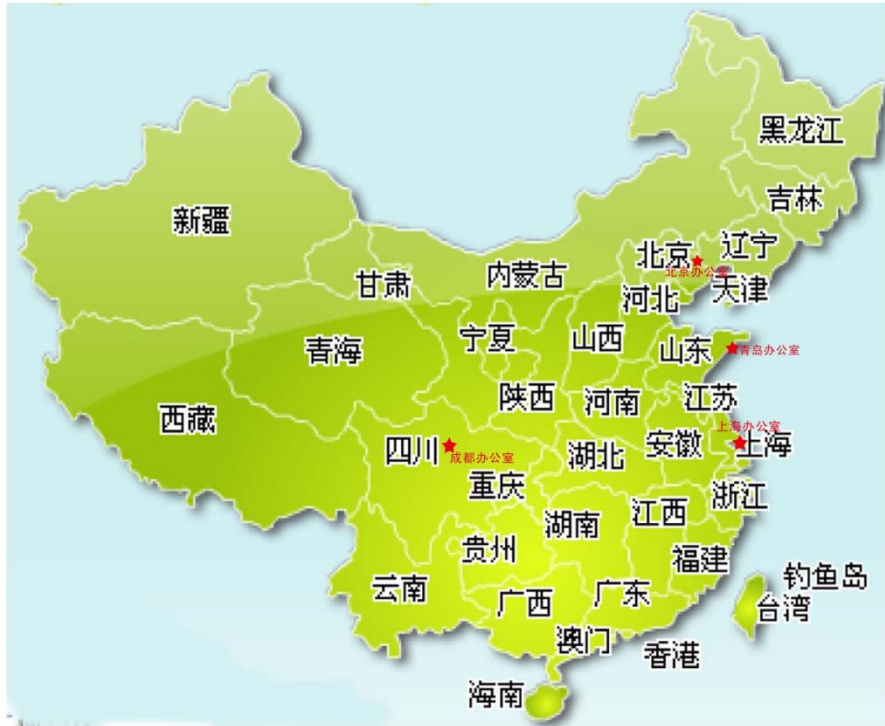 黑龙江
吉林
新疆
辽宁
北京
北京办公室
内蒙古
甘肃
天津
河北
宁夏
山西
青海
山东
青岛办公室
陕西
河南
江苏
西藏
上海办公室
四川
成都办公室
湖北
安徽
上海
重庆
浙江
江西
湖南
贵州
福建
钓鱼岛
云南
广西
广东
台湾
澳门
香港
海南